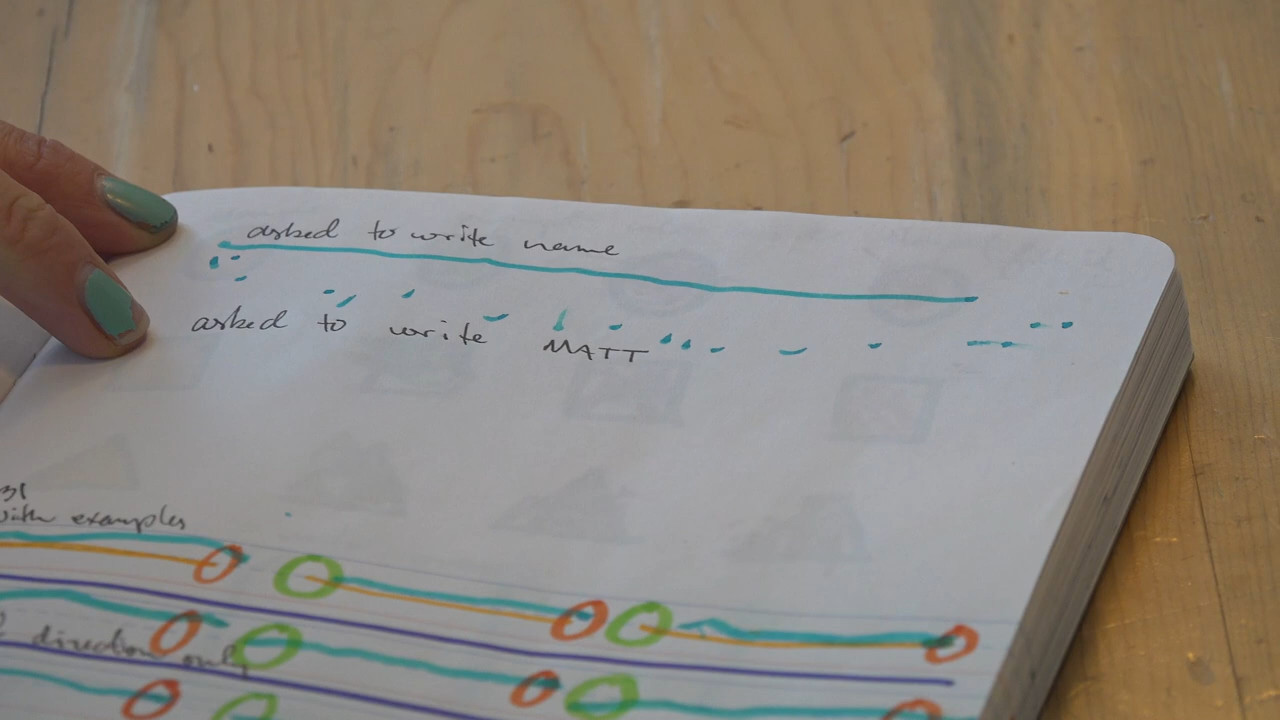 asked to write name
asked to write MATT
with examples
direction only